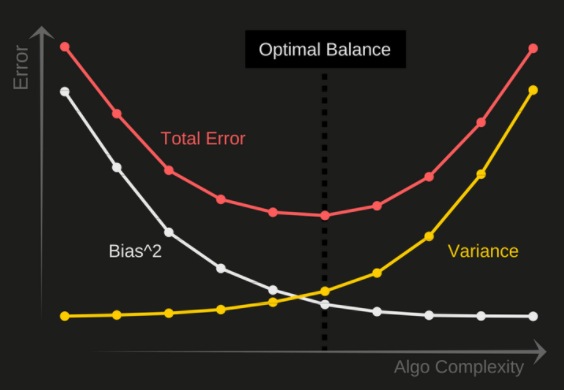 Optimal Balance
Error
Total Error
Bias^2
Variance
Algo Complexity